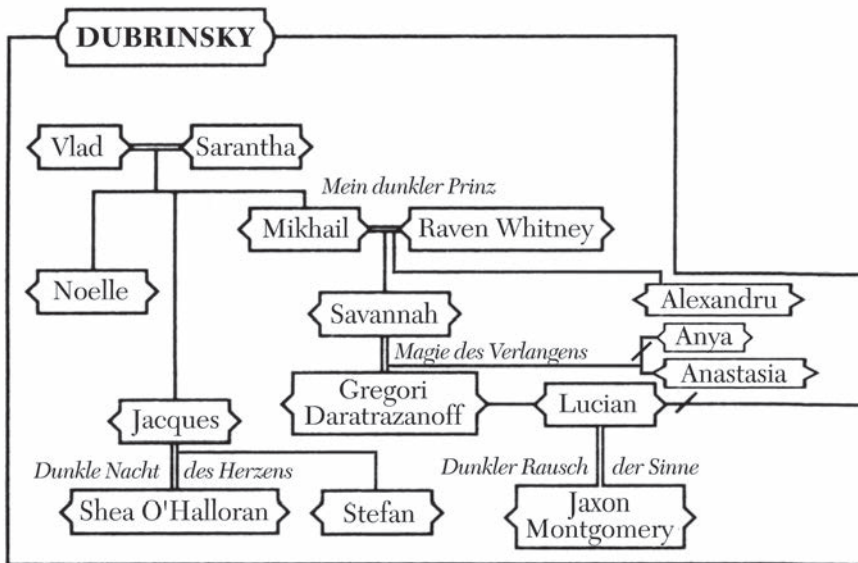 DUBRINSKY
Vlad
Sarantha
Mein dunkler Prinz
Mikhail
Raven Whitney
Noelle
Savannah
Alexandru
Anya
Magie des Verlangens
Anastasia
Gregori
Daratrazanoff
Lucian
Jacques
Dunkle Nacht des Herzens
Dunkler Rausch der Sinne
Shea O'Halloran
Stefan
Jaxon
Montgomery